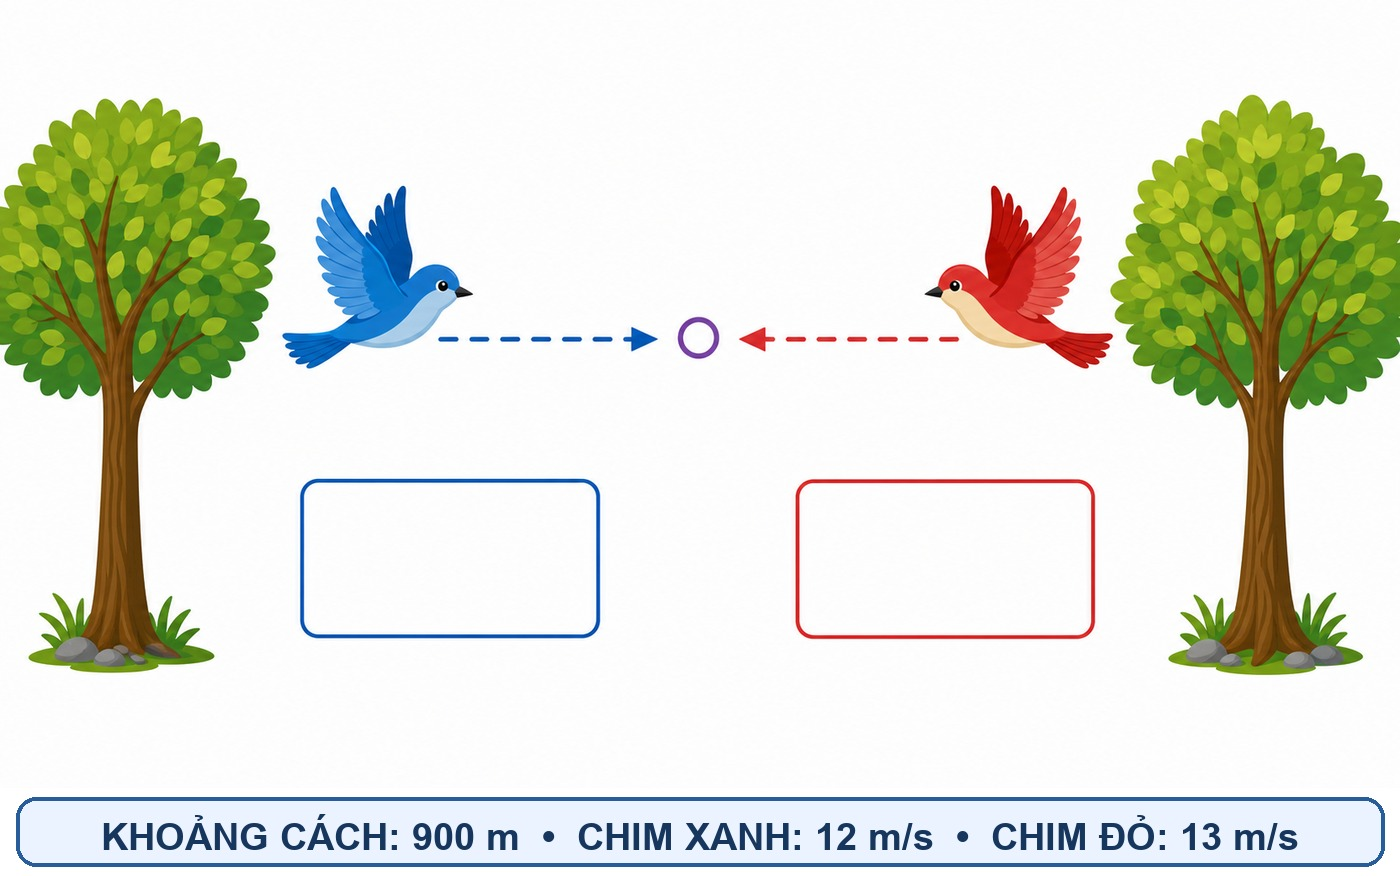 KHOẢNG CÁCH: 900 m • CHIM XANH: 12 m/s • CHIM ĐỎ: 13 m/s